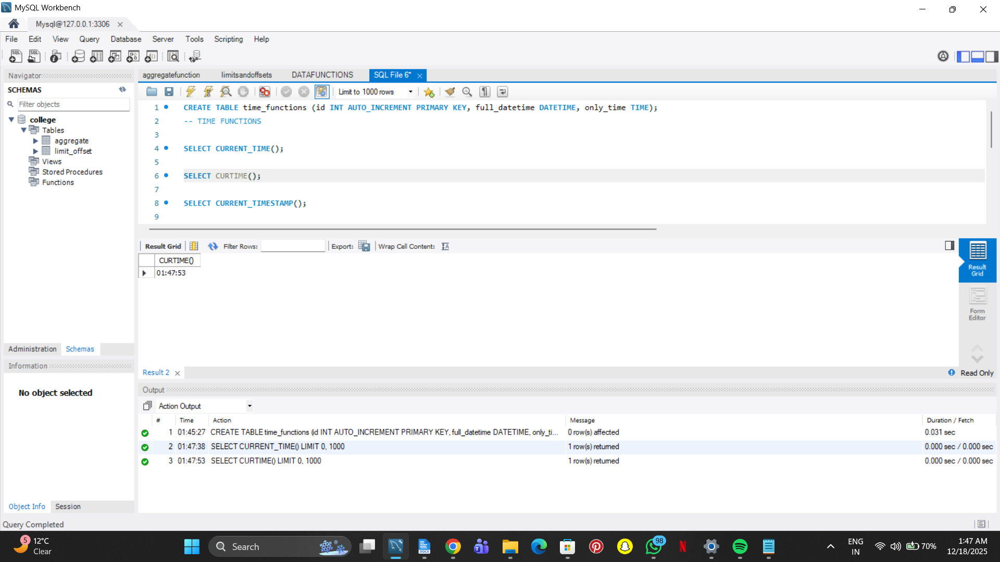 MySQL Workbench
Mysql@127.0.0.1:3306
File Edit View Query Database Server Tools Scripting Help
Navigator
SCHEMAS
Filter objects
college
Tables
aggregate
limit_offset
Views
Stored Procedures
Functions
Administration Schemas
Information
No object selected
Object Info Session
Query Completed
aggregatefunction limitsandoffsets DATAFUNCTIONS SQL File 6*
Limit to 1000 rows
1 CREATE TABLE time_functions (id INT AUTO_INCREMENT PRIMARY KEY, full_datetime DATETIME, only_time TIME);
2 -- TIME FUNCTIONS
3
4 SELECT CURRENT_TIME();
5
6 SELECT CURTIME();
7
8 SELECT CURRENT_TIMESTAMP();
9
Result Grid Filter Rows: Export: Wrap Cell Content:
CURTIME()
01:47:53
Result Grid
Form Editor
Result 2
Read Only
Output
Action Output
# Time Action Message Duration / Fetch
1 01:45:27 CREATE TABLE time_functions (id INT AUTO_INCREMENT PRIMARY KEY, full_datetime DATETIME, only_ti... 0 row(s) affected 0.031 sec
2 01:47:38 SELECT CURRENT_TIME() LIMIT 0, 1000 1 row(s) returned 0.000 sec / 0.000 sec
3 01:47:53 SELECT CURTIME() LIMIT 0, 1000 1 row(s) returned 0.000 sec / 0.000 sec
5
12°C
Clear
Search
DOCX
98
ENG
IN
70%
1:47 AM
12/18/2025